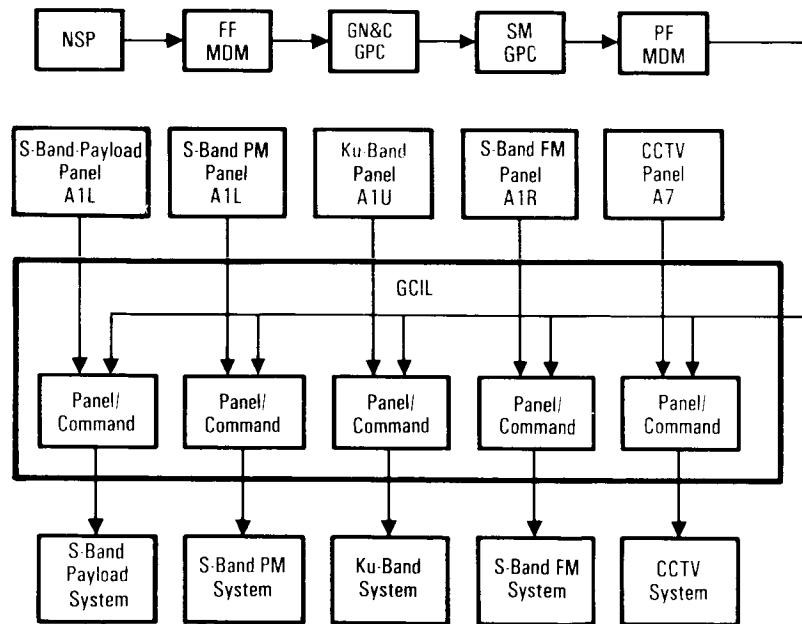 NSP
FF
MDM
GN&C
GPC
SM
GPC
PF
MDM
S-Band-Payload
Panel
A1L
S-Band PM
Panel
A1L
Ku-Band
Panel
A1U
S-Band FM
Panel
A1R
CCTV
Panel
A7
GCIL
Panel/
Command
Panel/
Command
Panel/
Command
Panel/
Command
Panel/
Command
S-Band
Payload
System
S-Band PM
System
Ku-Band
System
S-Band FM
System
CCTV
System